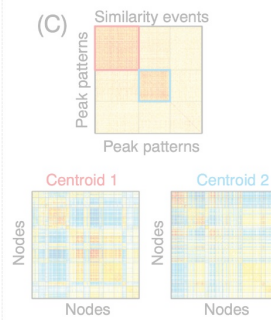 (C)
Similarity events
Peak patterns
Peak patterns
Centroid 1
Centroid 2
Nodes
Nodes
Nodes
Nodes